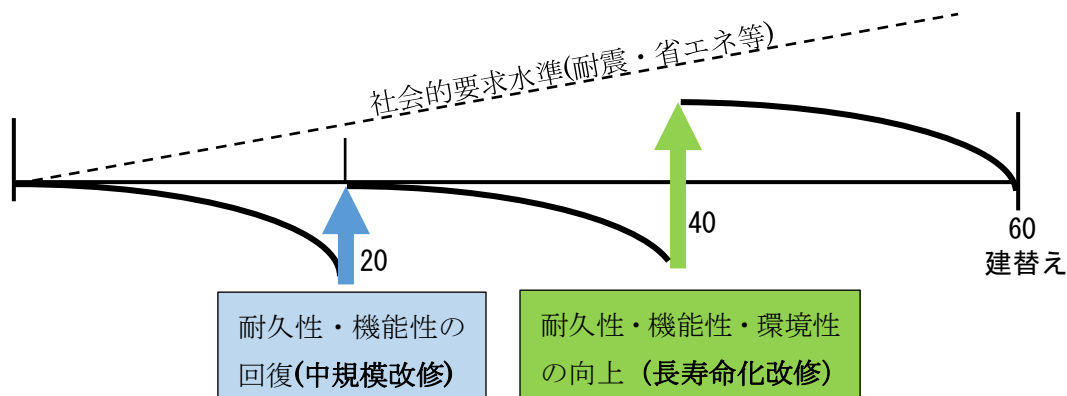 社会的要求水準(耐震・省エネ等)
20
40
60
建替え
耐久性・機能性の
回復(中規模改修)
耐久性・機能性・環境性
の向上 (長寿命化改修)